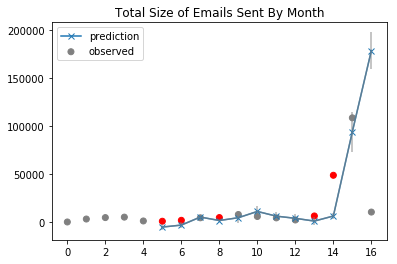 Total Size of Emails Sent By Month
prediction
observed
200000
150000
100000
50000
0
0 2 4 6 8 10 12 14 16